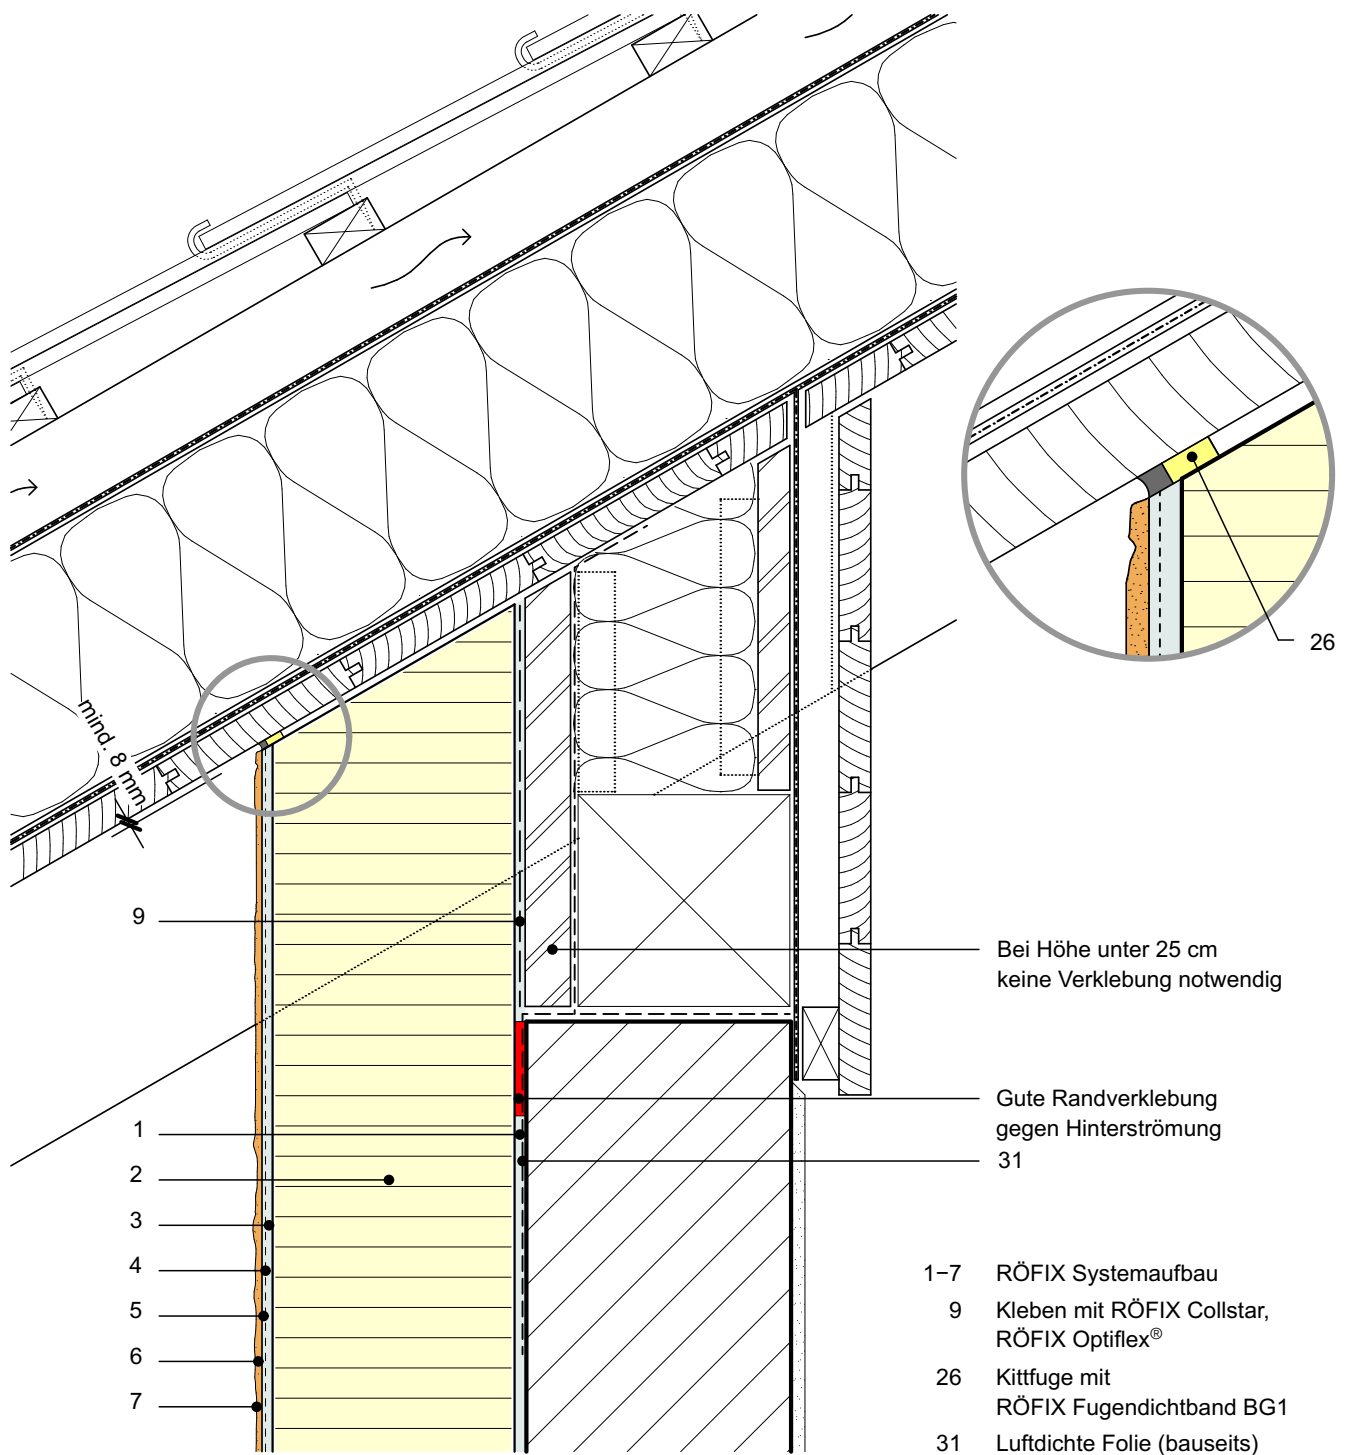 26
mind. 8 mm
9
Bei Höhe unter 25 cm
keine Verklebung notwendig
Gute Randverklebung
gegen Hinterströmung
1
31
2
3
4
5
6
7
1–7 RÖFIX Systemaufbau
9 Kleben mit RÖFIX Collstar,
RÖFIX Optiflex®
26 Kittfuge mit
RÖFIX Fugendichtband BG1
31 Luftdichte Folie (bauseits)